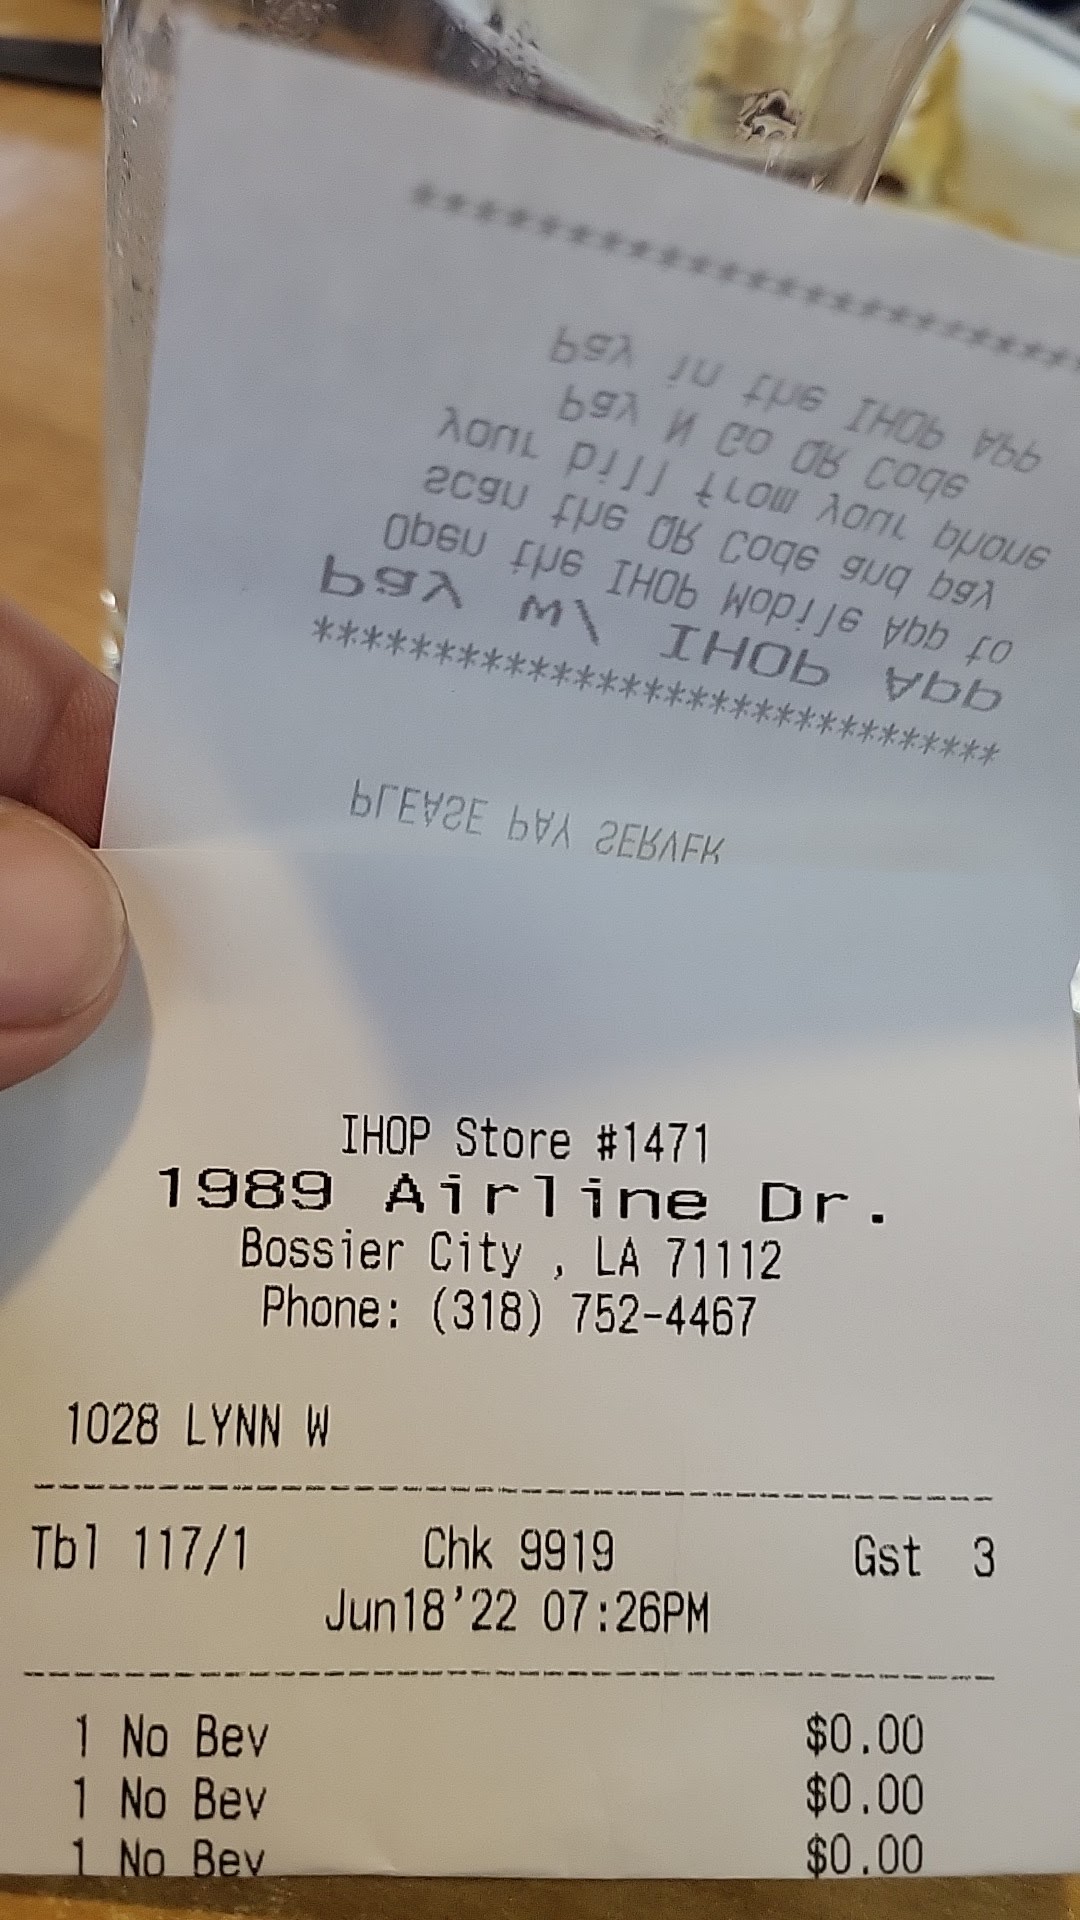 PLEASE PAY SERVER
****************************
Pay w/ IHOP App
Open the IHOP Mobile App to
scan the QR Code and pay
your bill from your phone
Pay N Go QR Code
Pay in the IHOP APP
****************************
IHOP Store #1471
1989 Airline Dr.
Bossier City , LA 71112
Phone: (318) 752-4467
1028 LYNN W
Tbl 117/1 Chk 9919 Gst 3
Jun18'22 07:26PM
1 No Bev $0.00
1 No Bev $0.00
1 No Bev $0.00